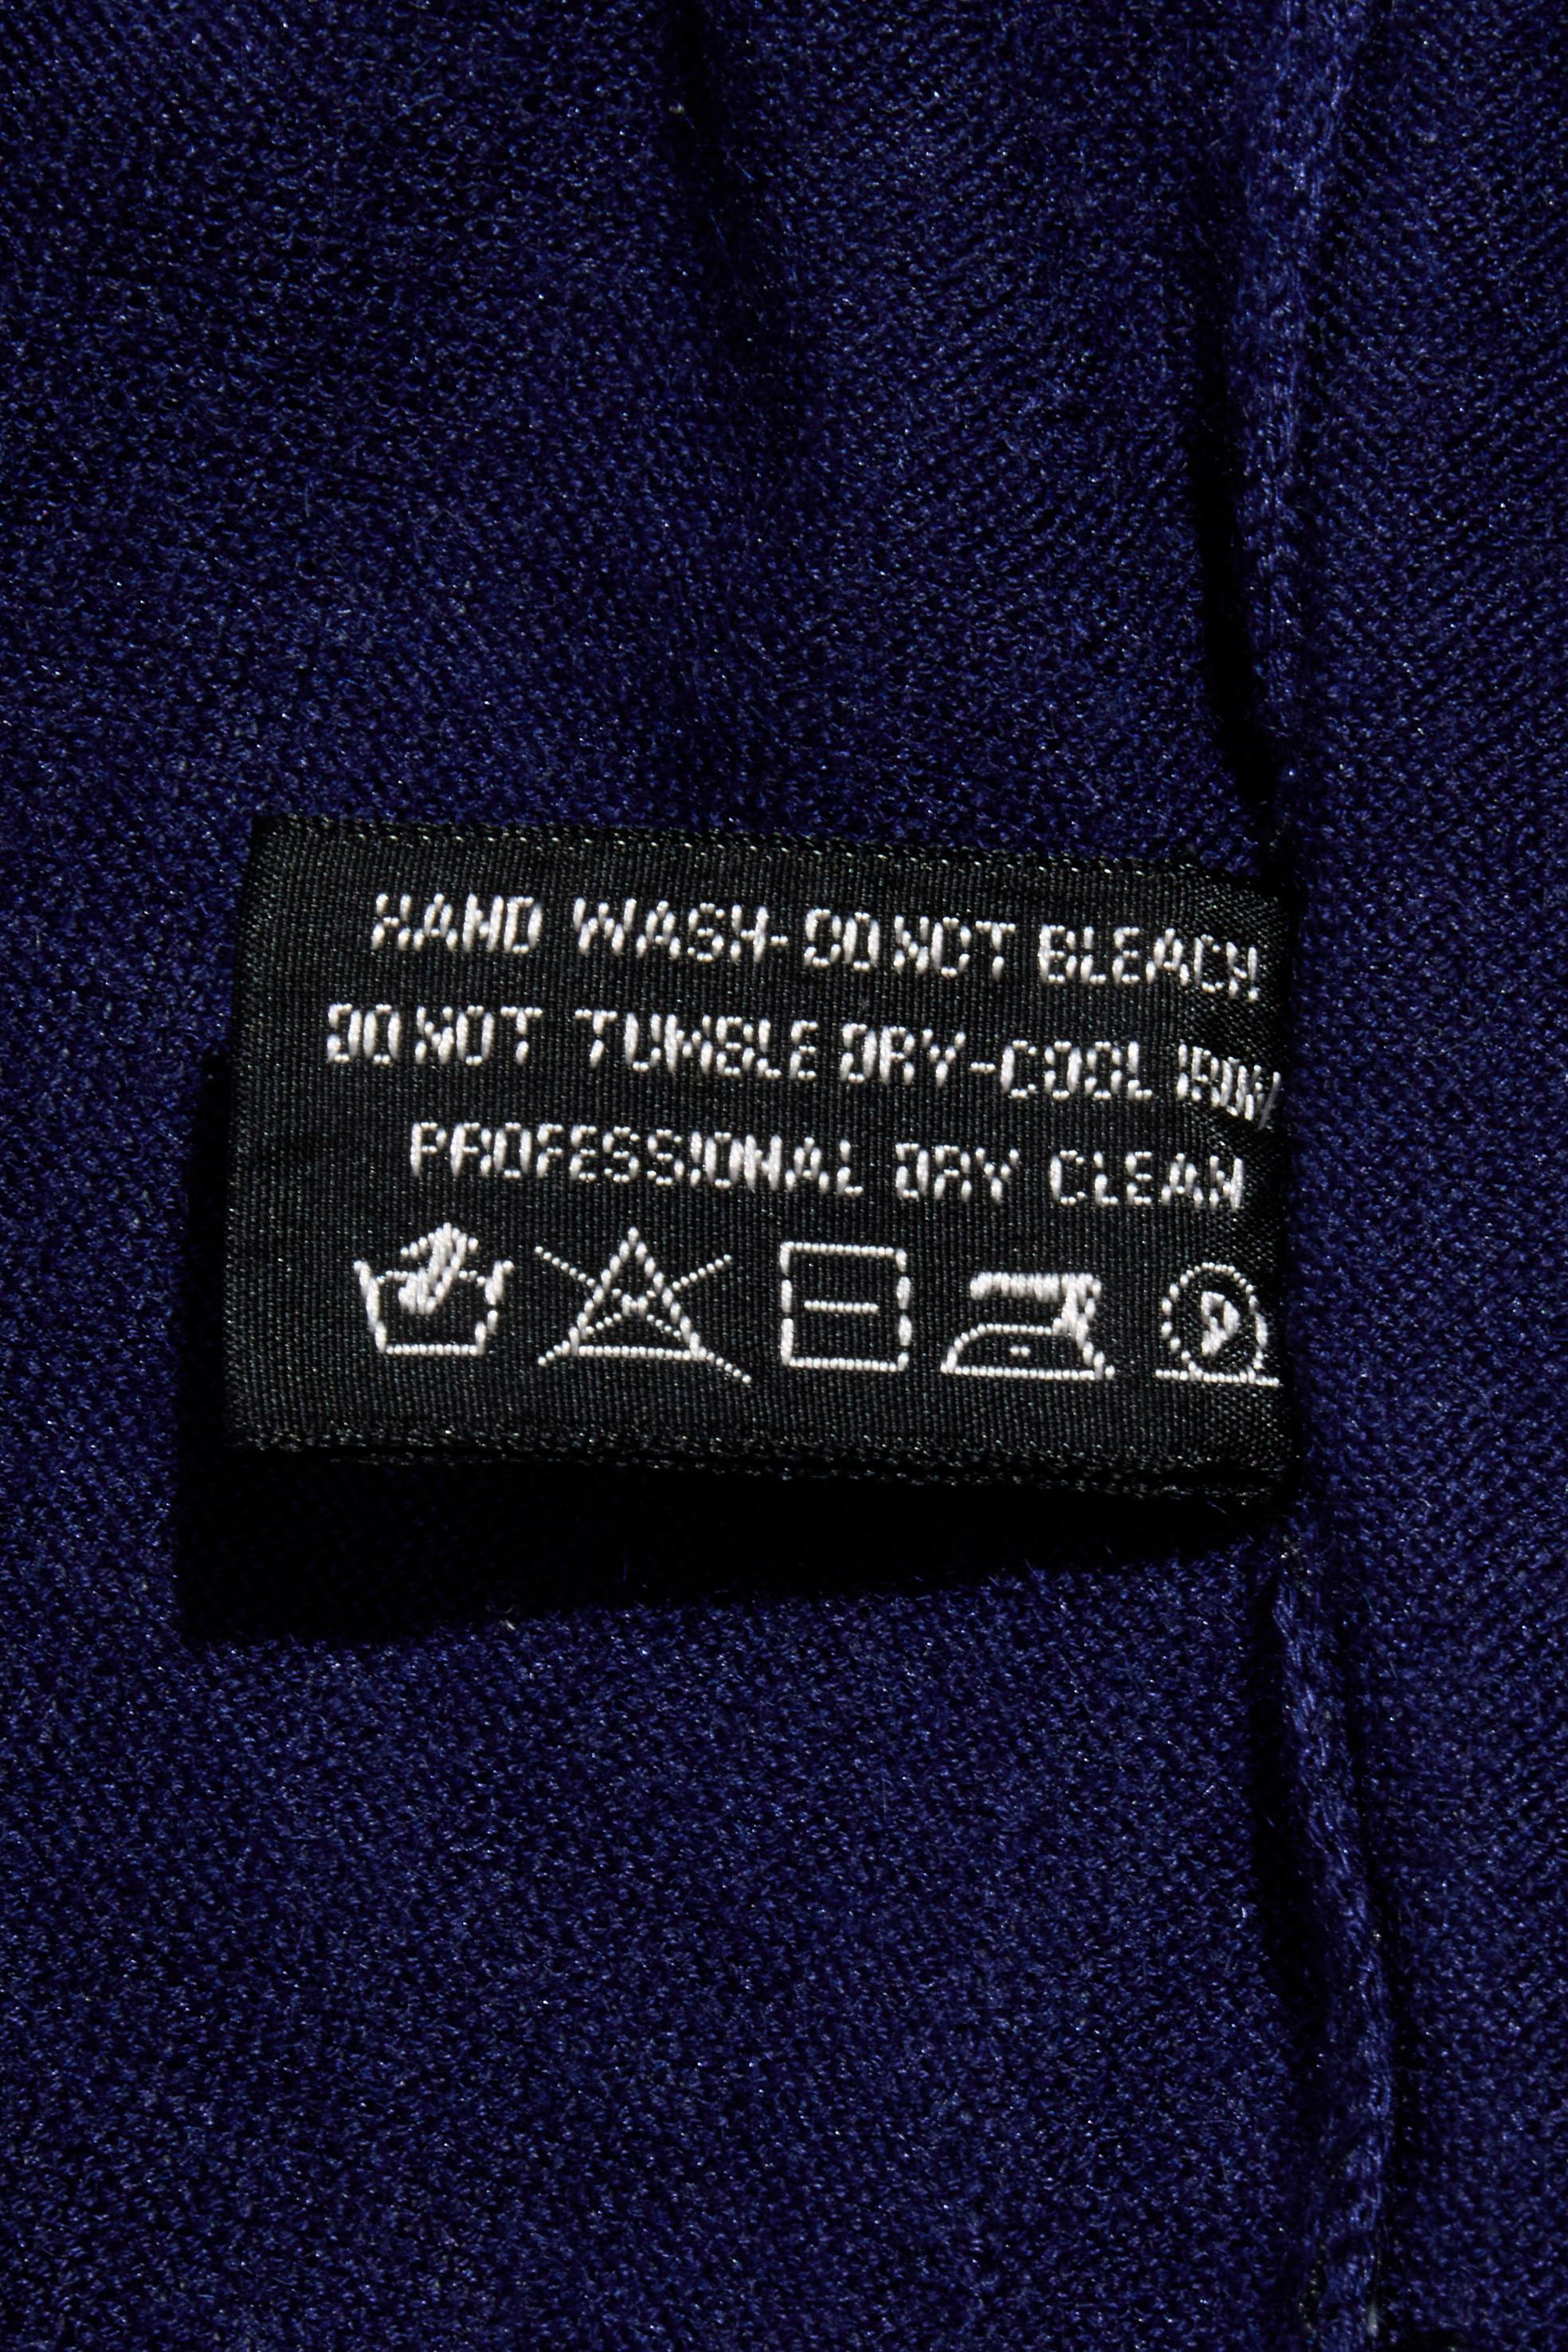 HAND WASH-DO NOT BLEACH
DO NOT TUMBLE DRY-COOL IRON
PROFESSIONAL DRY CLEAN
P